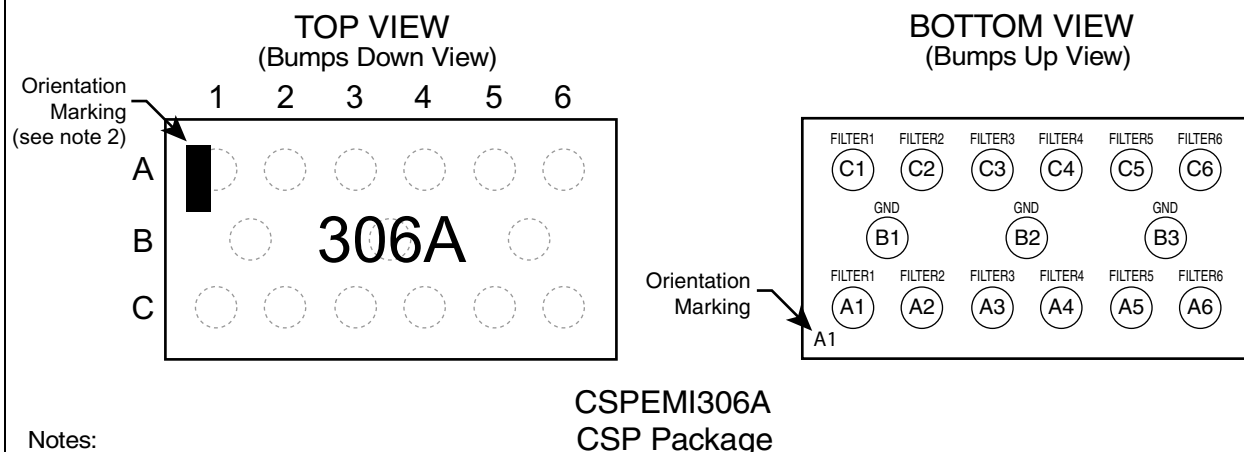 TOP VIEW
(Bumps Down View)
Orientation
Marking
(see note 2)
1 2 3 4 5 6
A
B
C
306A
BOTTOM VIEW
(Bumps Up View)
FILTER1 FILTER2 FILTER3 FILTER4 FILTER5 FILTER6
C1 C2 C3 C4 C5 C6
GND GND GND
B1 B2 B3
FILTER1 FILTER2 FILTER3 FILTER4 FILTER5 FILTER6
A1 A2 A3 A4 A5 A6
Orientation
Marking
A1
CSPEMI306A
CSP Package
Notes: